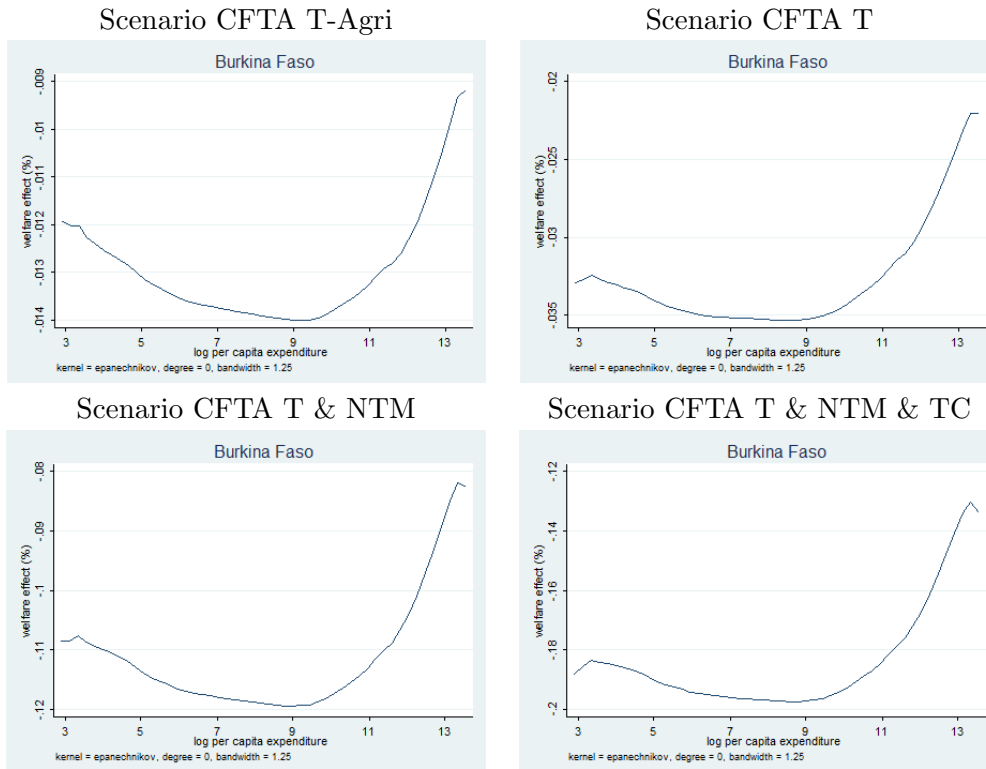 Scenario CFTA T-Agri
Burkina Faso
welfare effect (%)
-.009
-.01
-.011
-.012
-.013
-.014
3 5 7 9 11 13
log per capita expenditure
kernel = epanechnikov, degree = 0, bandwidth = 1.25
Scenario CFTA T
Burkina Faso
welfare effect (%)
-.02
-.025
-.03
-.035
3 5 7 9 11 13
log per capita expenditure
kernel = epanechnikov, degree = 0, bandwidth = 1.25
Scenario CFTA T & NTM
Burkina Faso
welfare effect (%)
-.08
-.09
-.1
-.11
-.12
3 5 7 9 11 13
log per capita expenditure
kernel = epanechnikov, degree = 0, bandwidth = 1.25
Scenario CFTA T & NTM & TC
Burkina Faso
welfare effect (%)
-.12
-.14
-.16
-.18
-.2
3 5 7 9 11 13
log per capita expenditure
kernel = epanechnikov, degree = 0, bandwidth = 1.25